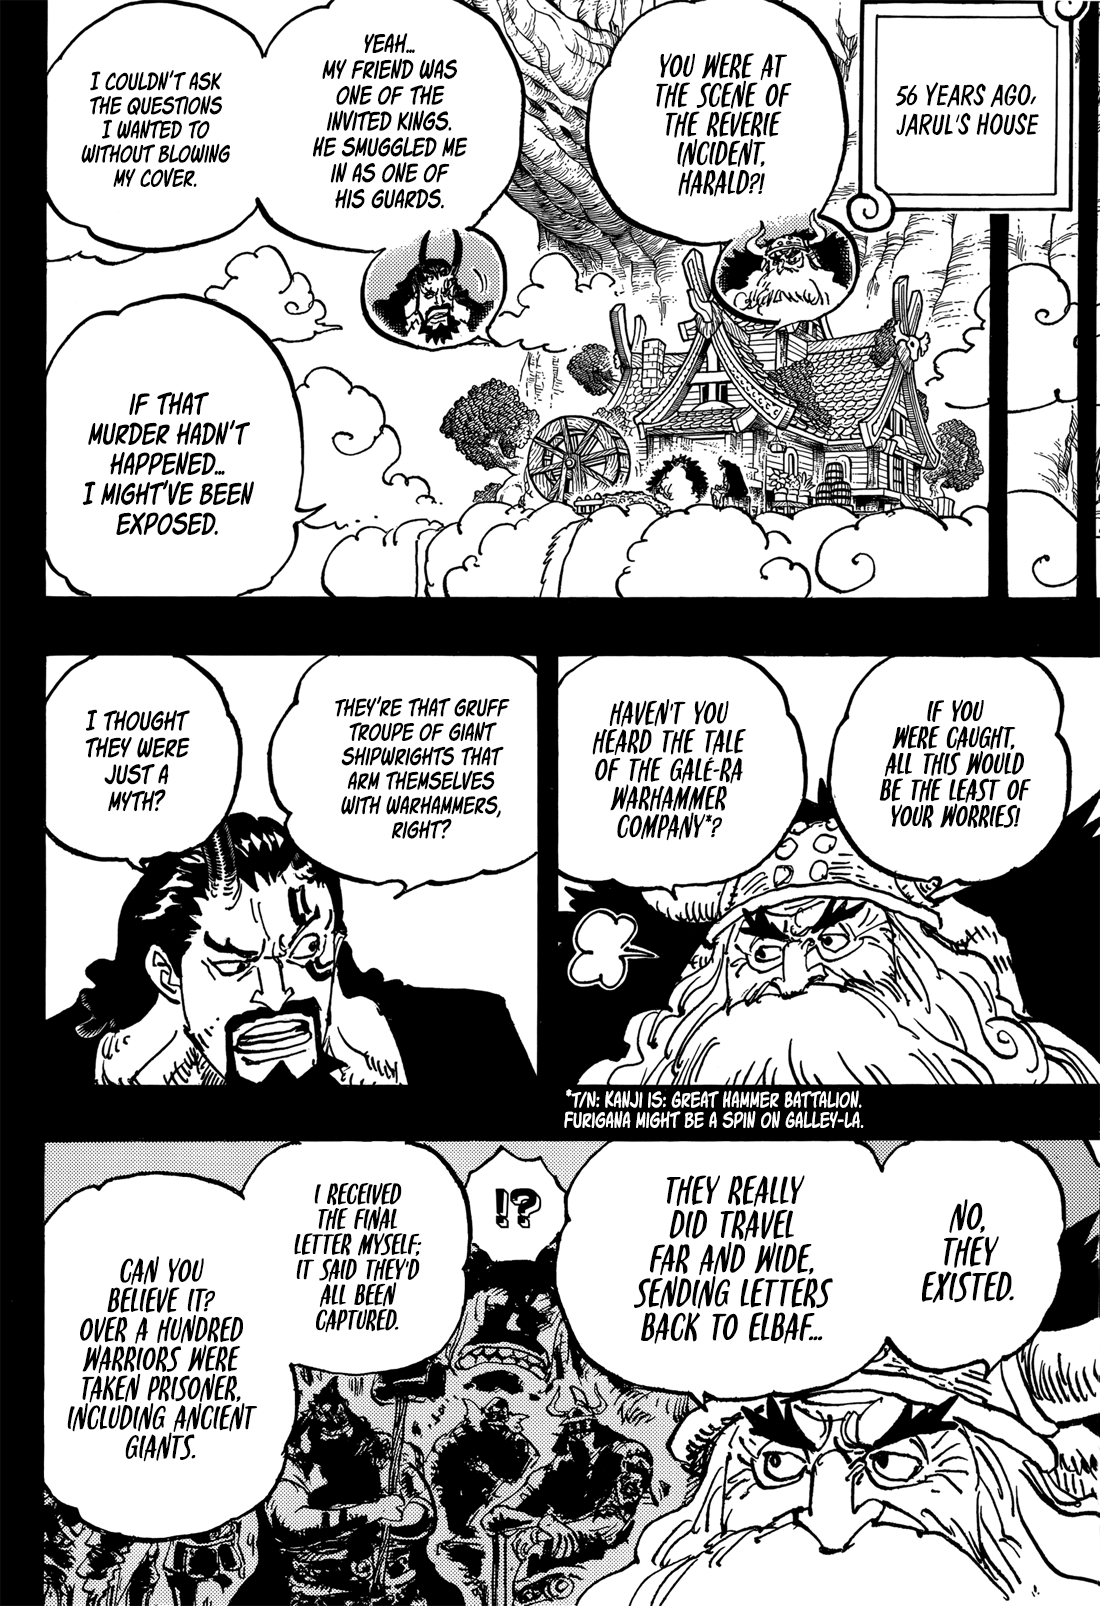 56 YEARS AGO,
JARUL'S HOUSE
YOU WERE AT
THE SCENE OF
THE REVERIE
INCIDENT,
HARALD?!
YEAH...
MY FRIEND WAS
ONE OF THE
INVITED KINGS.
HE SMUGGLED ME
IN AS ONE OF
HIS GUARDS.
I COULDN'T ASK
THE QUESTIONS
I WANTED TO
WITHOUT BLOWING
MY COVER.
IF THAT
MURDER HADN'T
HAPPENED...
I MIGHT'VE BEEN
EXPOSED.
IF YOU
WERE CAUGHT,
ALL THIS WOULD
BE THE LEAST OF
YOUR WORRIES!
HAVEN'T YOU
HEARD THE TALE
OF THE GALÉ-RA
WARHAMMER
COMPANY*?
*T/N: KANJI IS: GREAT HAMMER BATTALION.
FURIGANA MIGHT BE A SPIN ON GALLEY-LA.
THEY'RE THAT GRUFF
TROUPE OF GIANT
SHIPWRIGHTS THAT
ARM THEMSELVES
WITH WARHAMMERS,
RIGHT?
I THOUGHT
THEY WERE
JUST A
MYTH?
NO,
THEY
EXISTED.
THEY REALLY
DID TRAVEL
FAR AND WIDE,
SENDING LETTERS
BACK TO ELBAF...
!?
I RECEIVED
THE FINAL
LETTER MYSELF;
IT SAID THEY'D
ALL BEEN
CAPTURED.
CAN YOU
BELIEVE IT?
OVER A HUNDRED
WARRIORS WERE
TAKEN PRISONER,
INCLUDING ANCIENT
GIANTS.